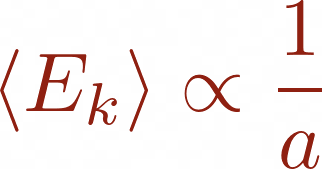 ⟨E_k⟩ ∝ 1/a